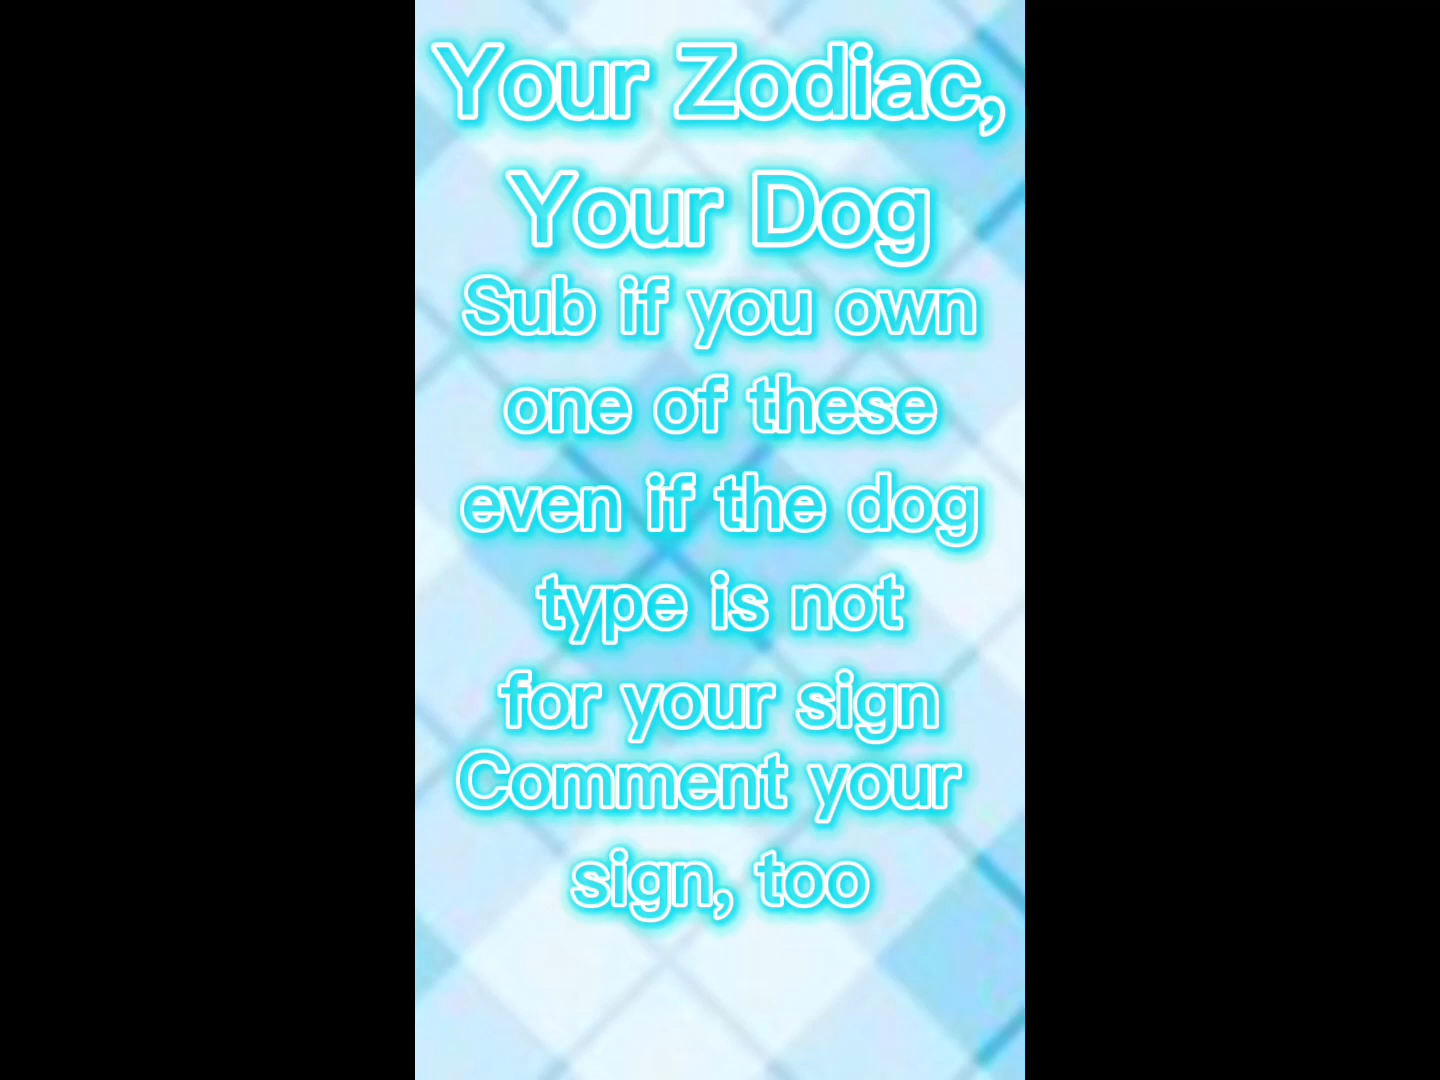 Your Zodiac,
Your Dog
Sub if you own
one of these
even if the dog
type is not
for your sign
Comment your
sign, too